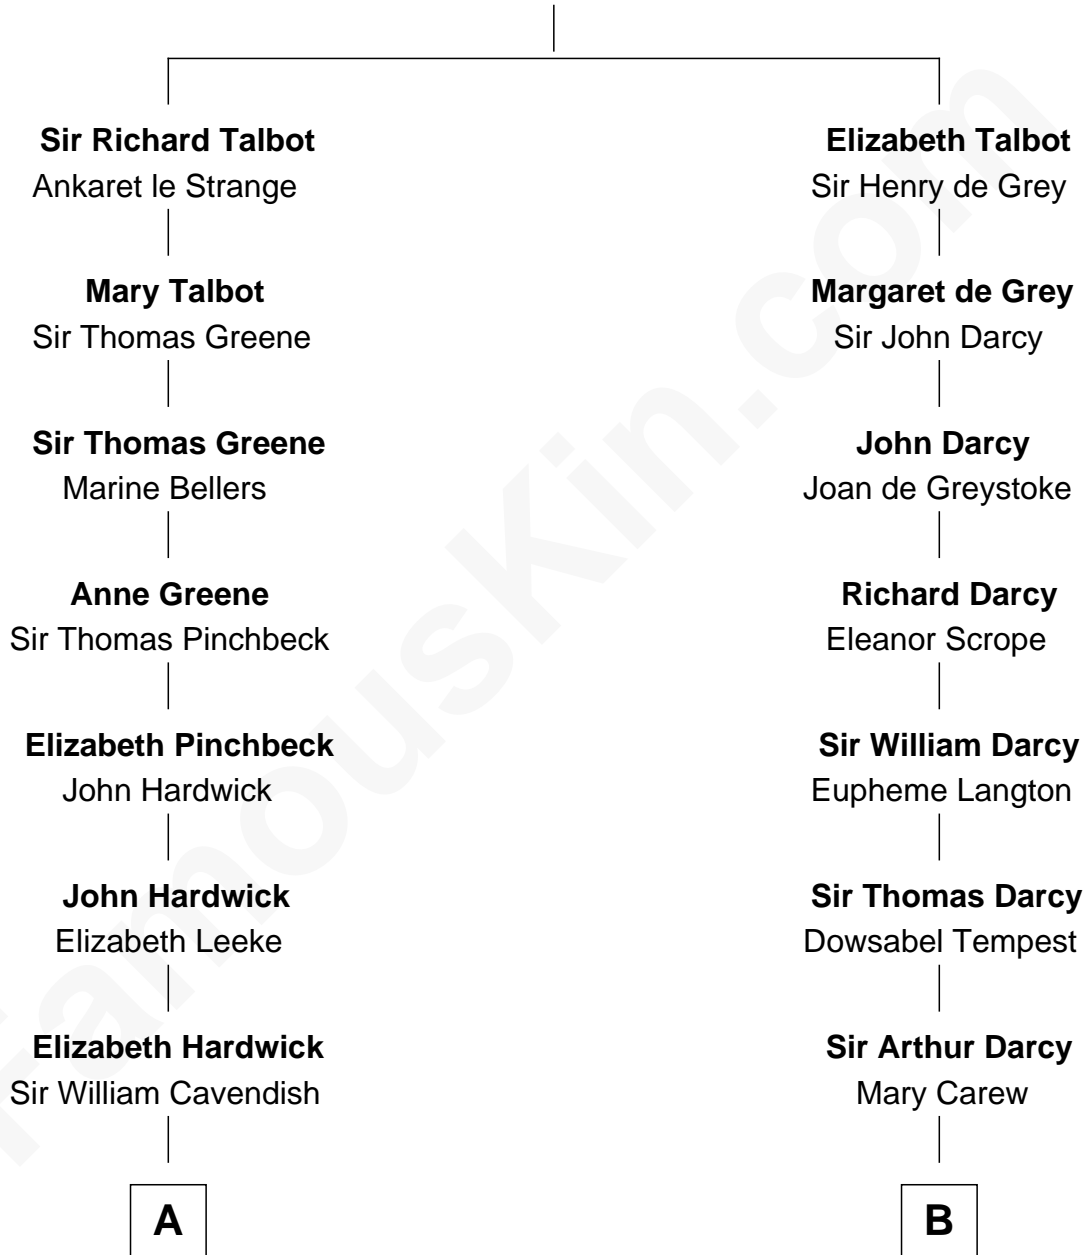 Sir Richard Talbot
Ankaret le Strange
Mary Talbot
Sir Thomas Greene
Sir Thomas Greene
Marine Bellers
Anne Greene
Sir Thomas Pinchbeck
Elizabeth Pinchbeck
John Hardwick
John Hardwick
Elizabeth Leeke
Elizabeth Hardwick
Sir William Cavendish
A
Elizabeth Talbot
Sir Henry de Grey
Margaret de Grey
Sir John Darcy
John Darcy
Joan de Greystoke
Richard Darcy
Eleanor Scrope
Sir William Darcy
Eupheme Langton
Sir Thomas Darcy
Dowsabel Tempest
Sir Arthur Darcy
Mary Carew
B
FamousKin.com